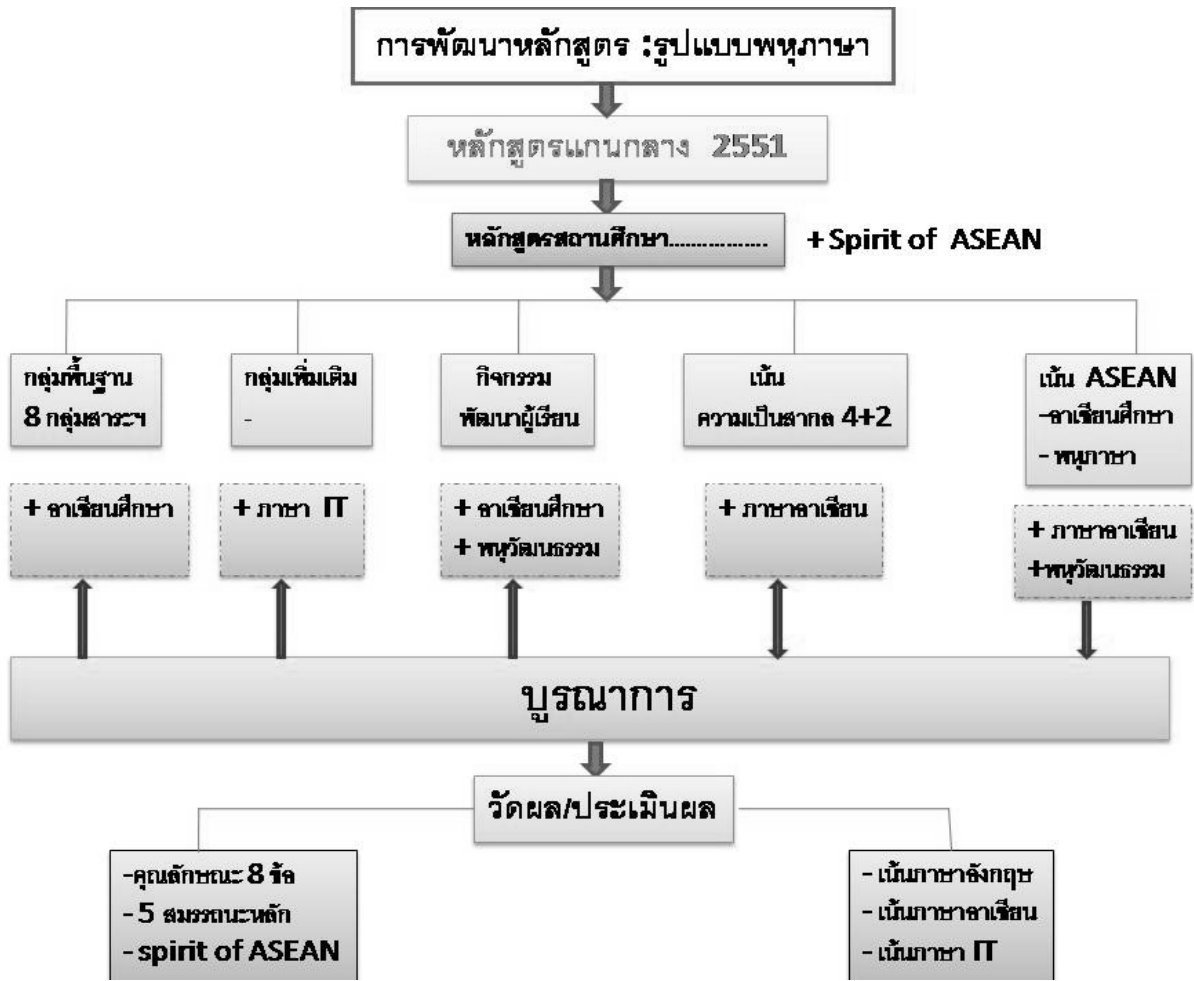 การพัฒนาหลักสูตร :รูปแบบพหุภาษา
หลักสูตรแกนกลาง 2551
หลักสูตรสถานศึกษา.................
+ Spirit of ASEAN
กลุ่มพื้นฐาน
8 กลุ่มสาระฯ
กลุ่มเพิ่มเติม
-
กิจกรรม
พัฒนาผู้เรียน
เน้น
ความเป็นสากล 4+2
เน้น ASEAN
-อาเซียนศึกษา
- พหุภาษา
+ อาเซียนศึกษา
+ ภาษา IT
+ อาเซียนศึกษา
+ พหุวัฒนธรรม
+ ภาษาอาเซียน
+ ภาษาอาเซียน
+พหุวัฒนธรรม
บูรณาการ
วัดผล/ประเมินผล
-คุณลักษณะ 8 ข้อ
- 5 สมรรถนะหลัก
- spirit of ASEAN
- เน้นภาษาอังกฤษ
- เน้นภาษาอาเซียน
- เน้นภาษา IT